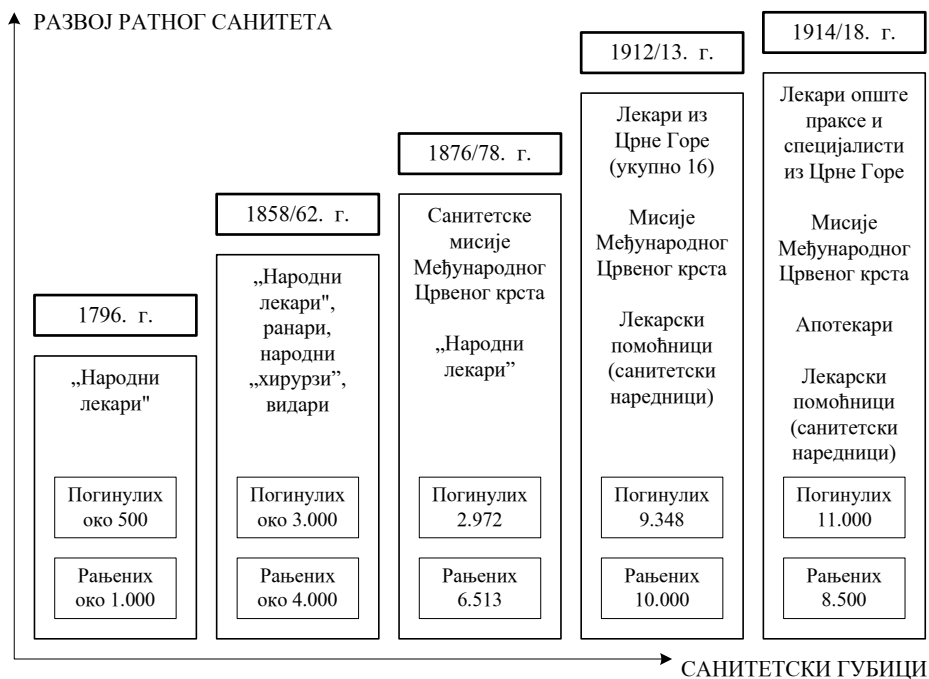 РАЗВОЈ РАТНОГ САНИТЕТА
1796. г.
„Народни
лекари"
Погинулих
око 500
Рањених
око 1.000
1858/62. г.
„Народни
лекари",
ранари,
народни
„хирурзи”,
видари
Погинулих
око 3.000
Рањених
око 4.000
1876/78. г.
Санитетске
мисије
Међународног
Црвеног крста
„Народни
лекари”
Погинулих
2.972
Рањених
6.513
1912/13. г.
Лекари из
Црне Горе
(укупно 16)
Мисије
Међународног
Црвеног крста
Лекарски
помоћници
(санитетски
наредници)
Погинулих
9.348
Рањених
10.000
1914/18. г.
Лекари опште
праксе и
специјалисти
из Црне Горе
Мисије
Међународног
Црвеног крста
Апотекари
Лекарски
помоћници
(санитетски
наредници)
Погинулих
11.000
Рањених
8.500
САНИТЕТСКИ ГУБИЦИ